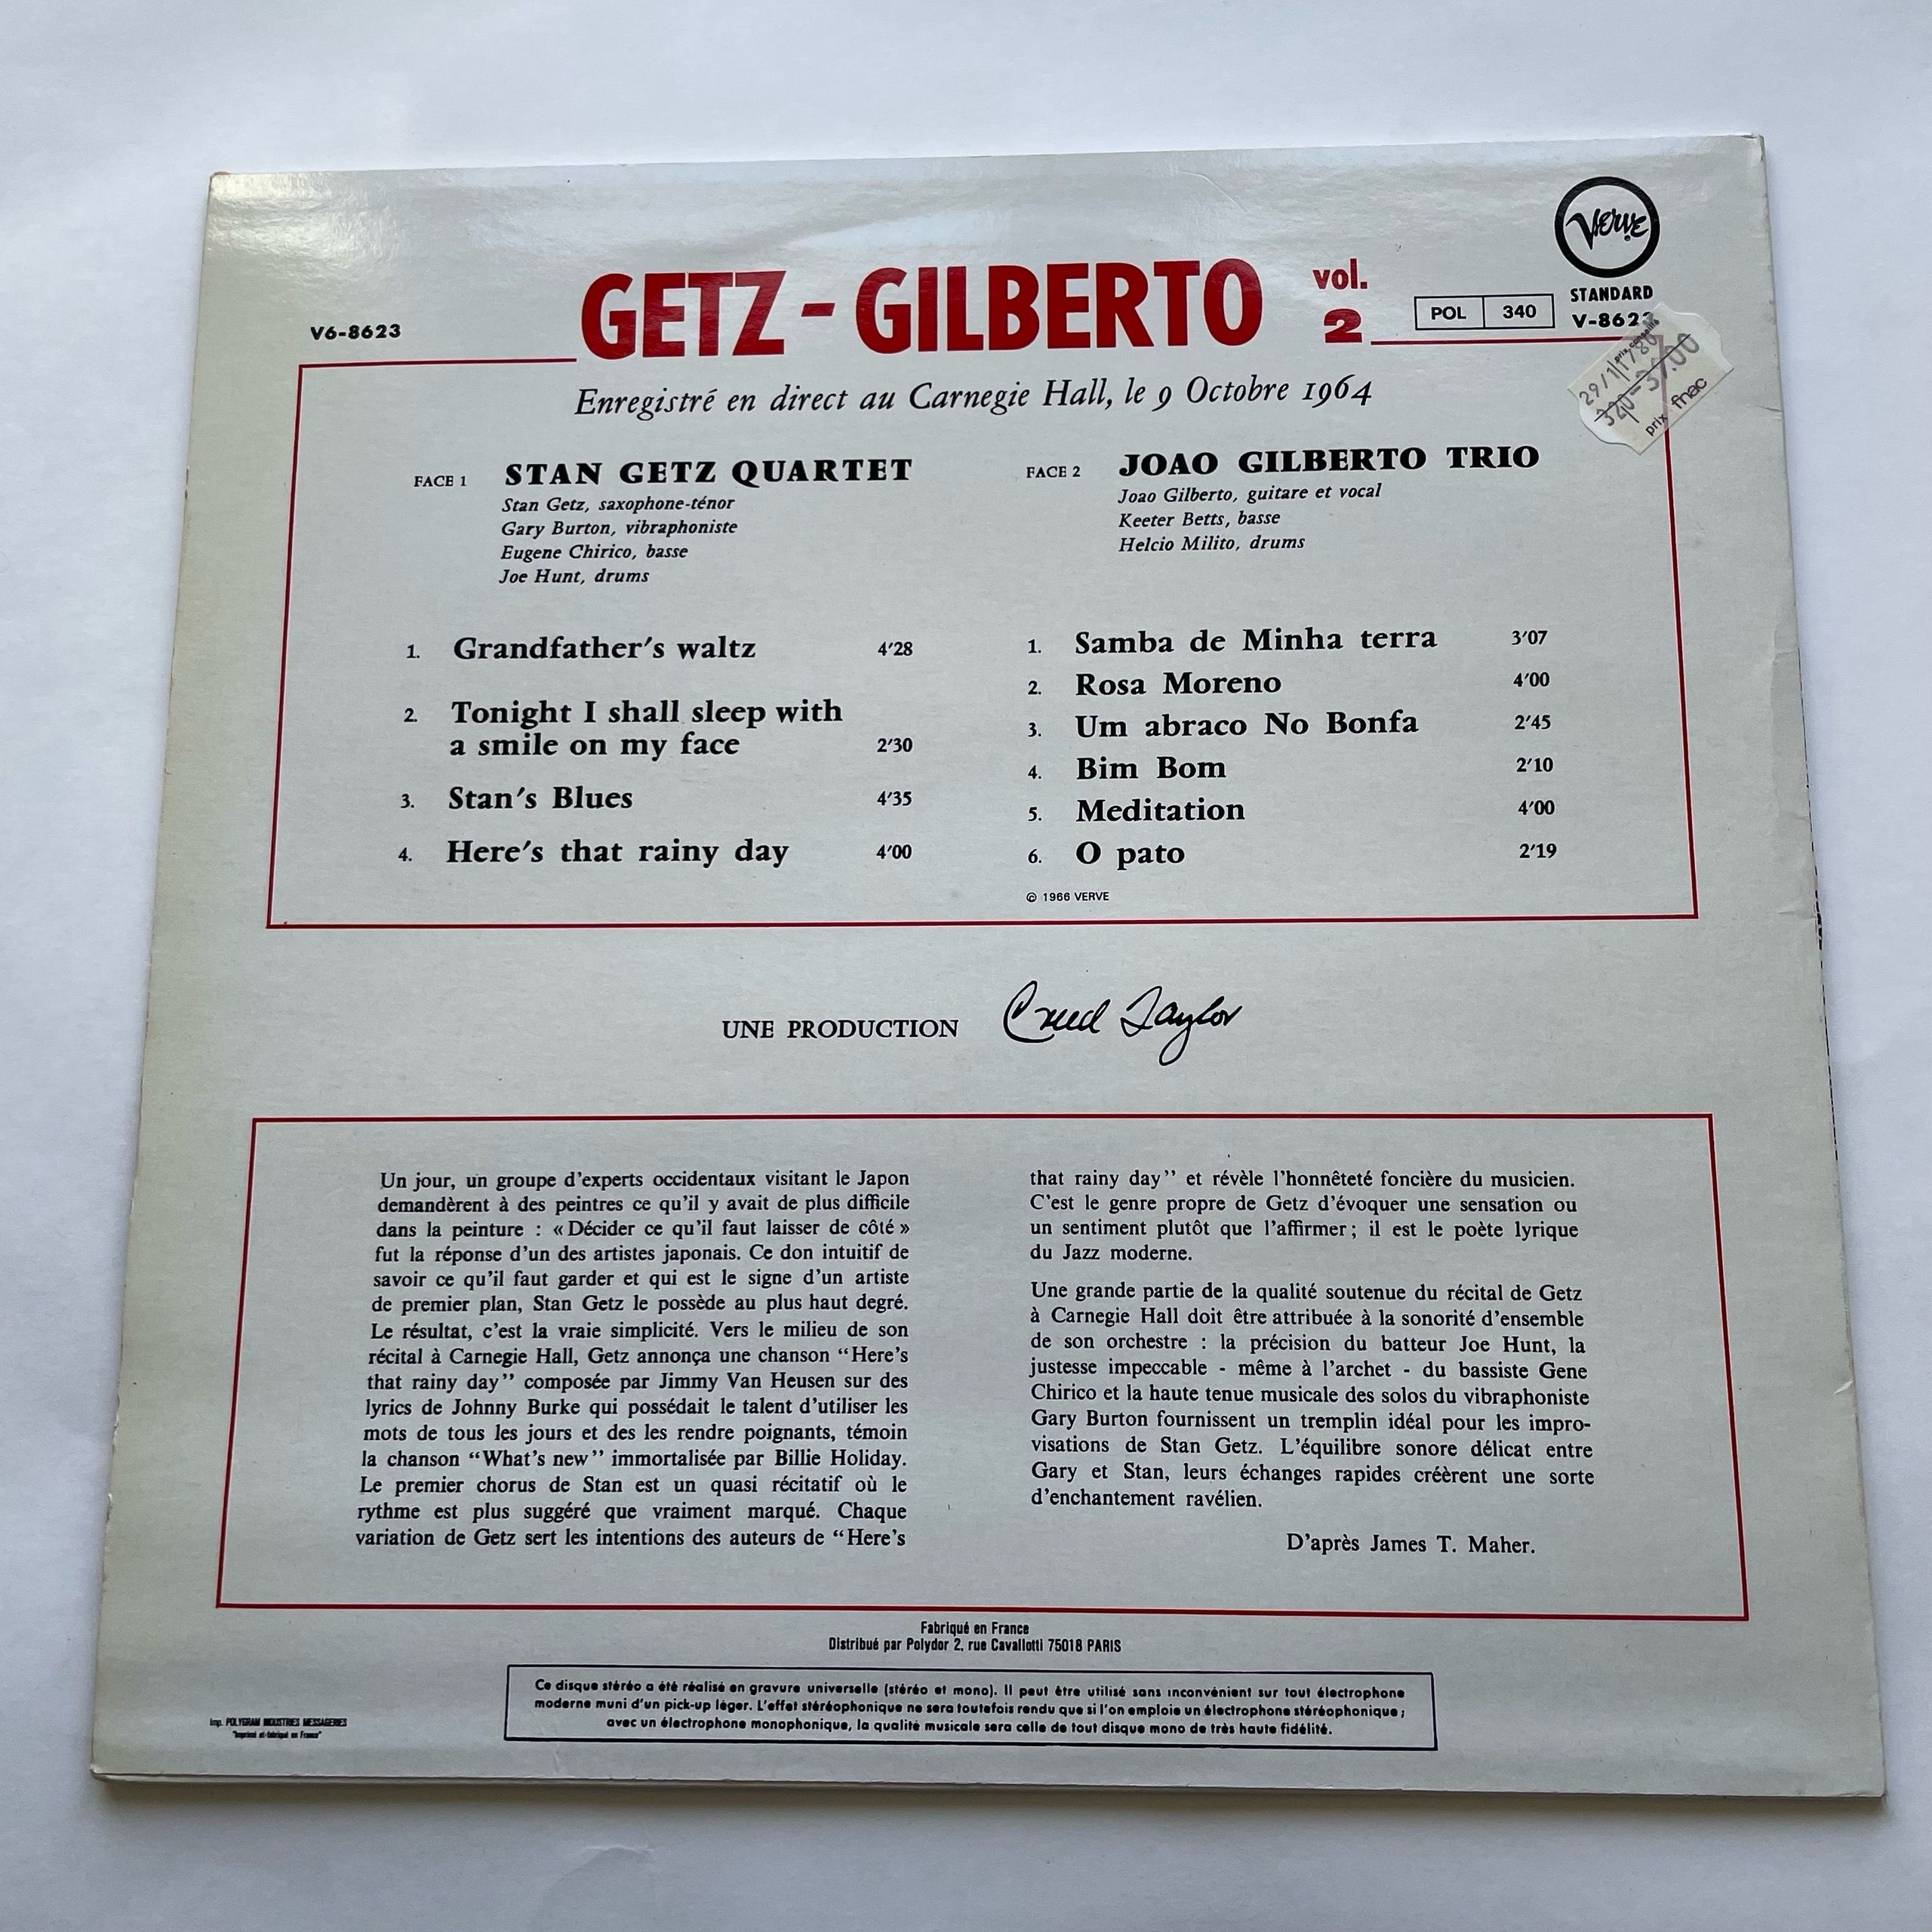 Verve
GETZ - GILBERTO vol. 2
V6-8623
POL 340
STANDARD
V-8623
prix fnac
Enregistré en direct au Carnegie Hall, le 9 Octobre 1964
FACE 1 STAN GETZ QUARTET
Stan Getz, saxophone-ténor
Gary Burton, vibraphoniste
Eugene Chirico, basse
Joe Hunt, drums
1. Grandfather's waltz 4'28
2. Tonight I shall sleep with
a smile on my face 2'30
3. Stan's Blues 4'35
4. Here's that rainy day 4'00
FACE 2 JOAO GILBERTO TRIO
Joao Gilberto, guitare et vocal
Keeter Betts, basse
Helcio Milito, drums
1. Samba de Minha terra 3'07
2. Rosa Moreno 4'00
3. Um abraco No Bonfa 2'45
4. Bim Bom 2'10
5. Meditation 4'00
6. O pato 2'19
© 1966 VERVE
UNE PRODUCTION Creed Taylor
Un jour, un groupe d'experts occidentaux visitant le Japon
demandèrent à des peintres ce qu'il y avait de plus difficile
dans la peinture : «Décider ce qu'il faut laisser de côté»
fut la réponse d'un des artistes japonais. Ce don intuitif de
savoir ce qu'il faut garder et qui est le signe d'un artiste
de premier plan, Stan Getz le possède au plus haut degré.
Le résultat, c'est la vraie simplicité. Vers le milieu de son
récital à Carnegie Hall, Getz annonça une chanson "Here's
that rainy day" composée par Jimmy Van Heusen sur des
lyrics de Johnny Burke qui possédait le talent d'utiliser les
mots de tous les jours et des les rendre poignants, témoin
la chanson "What's new" immortalisée par Billie Holiday.
Le premier chorus de Stan est un quasi récitatif où le
rythme est plus suggéré que vraiment marqué. Chaque
variation de Getz sert les intentions des auteurs de "Here's
that rainy day" et révèle l'honnêteté foncière du musicien.
C'est le genre propre de Getz d'évoquer une sensation ou
un sentiment plutôt que l'affirmer; il est le poète lyrique
du Jazz moderne.
Une grande partie de la qualité soutenue du récital de Getz
à Carnegie Hall doit être attribuée à la sonorité d'ensemble
de son orchestre : la précision du batteur Joe Hunt, la
justesse impeccable - même à l'archet - du bassiste Gene
Chirico et la haute tenue musicale des solos du vibraphoniste
Gary Burton fournissent un tremplin idéal pour les impro-
visations de Stan Getz. L'équilibre sonore délicat entre
Gary et Stan, leurs échanges rapides créèrent une sorte
d'enchantement ravélien.
D'après James T. Maher.
Fabriqué en France
Distribué par Polydor 2, rue Cavallotti 75018 PARIS
Ce disque stéréo a été réalisé en gravure universelle (stéréo et mono). Il peut être utilisé sans inconvénient sur tout électrophone
moderne muni d'un pick-up léger. L'effet stéréophonique ne sera toutefois rendu que si l'on emploie un électrophone stéréophonique ;
avec un électrophone monophonique, la qualité musicale sera celle de tout disque mono de très haute fidélité.
Imp. POLYGRAM INDUSTRIES MESSAGERIES
"Imprimé et fabriqué en France"